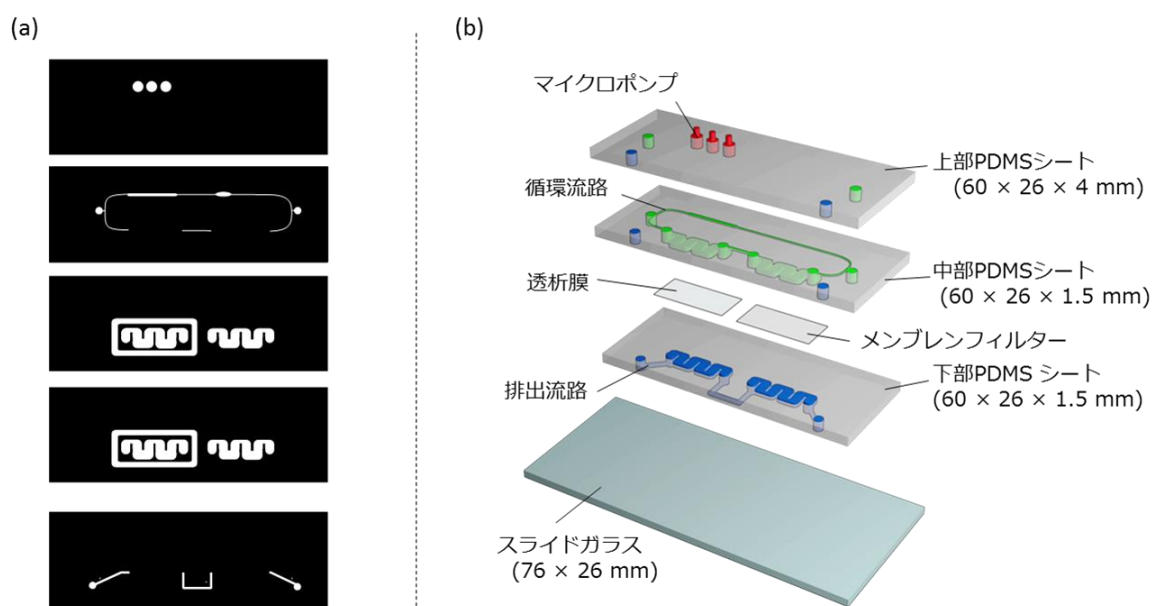 (a)
(b)
マイクロポンプ
上部PDMSシート
(60 × 26 × 4 mm)
循環流路
中部PDMSシート
(60 × 26 × 1.5 mm)
透析膜
メンブレンフィルター
排出流路
下部PDMS シート
(60 × 26 × 1.5 mm)
スライドガラス
(76 × 26 mm)